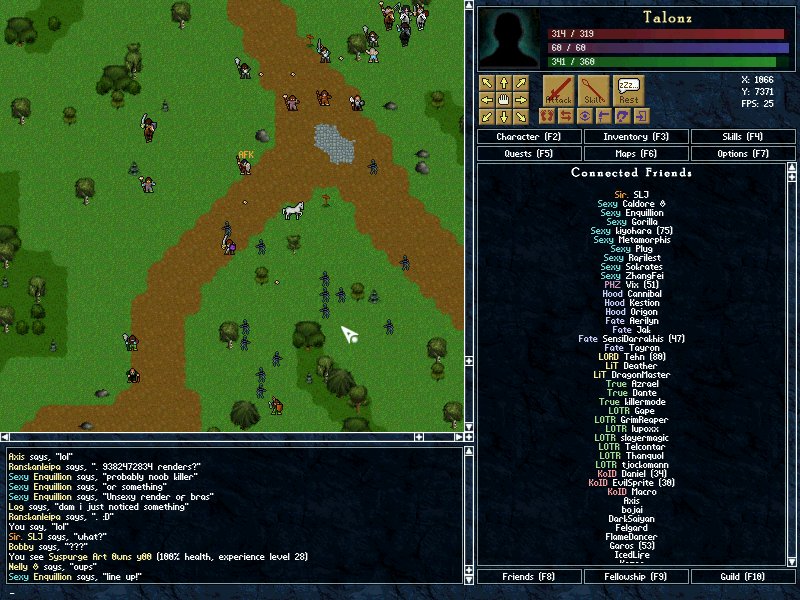 Talonz
314 / 319
60 / 60
341 / 360
AFK
X: 1066
Y: 7371
FPS: 25
Attack
Skills
zZz...
Rest
Character (F2)
Inventory (F3)
Skills (F4)
Quests (F5)
Maps (F6)
Options (F7)
Connected Friends
Sir. SLJ
Sexy Caldore
Sexy Enquillion
Sexy Gorilla
Sexy kiyohara (75)
Sexy Metamorphis
Sexy Plug
Sexy Rafilest
Sexy Sokrates
Sexy ZhangFei
PHZ Vix (51)
Hood Cannibal
Hood Kestion
Hood Origon
Fate Aerilyn
Fate Jak
Fate SensiDarrakhis (47)
Fate Tayron
LORD Tehn (80)
LiT Deather
LiT DragonMaster
True Azrael
True Dante
True killermode
LOTR Gape
LOTR GrimReaper
LOTR lupoxx
LOTR slayermagic
LOTR Telcontar
LOTR Thanquol
LOTR tjockomann
KoID Daniel (34)
KoID EvilSprite (30)
KoID Macro
Axis
bojai
DarkSaiyan
Felgard
FlameDancer
Garos (53)
IcedLife
Axis says, "lol"
Ranskanleipa says, ". 9382472834 renders?"
Sexy Enquillion says, "probably noob killer"
Sexy Enquillion says, "or something"
Sexy Enquillion says, "Unsexy render or bras"
Lag says, "dam i just noticed something"
Ranskanleipa says, ". :D"
You say, "lol"
Sir. SLJ says, "what?"
Bobby says, "???"
You see Syspurge Art 0wns y00 (100% health, experience level 28)
Nelly says, "oups"
Sexy Enquillion says, "line up!"
Friends (F8)
Fellowship (F9)
Guild (F10)